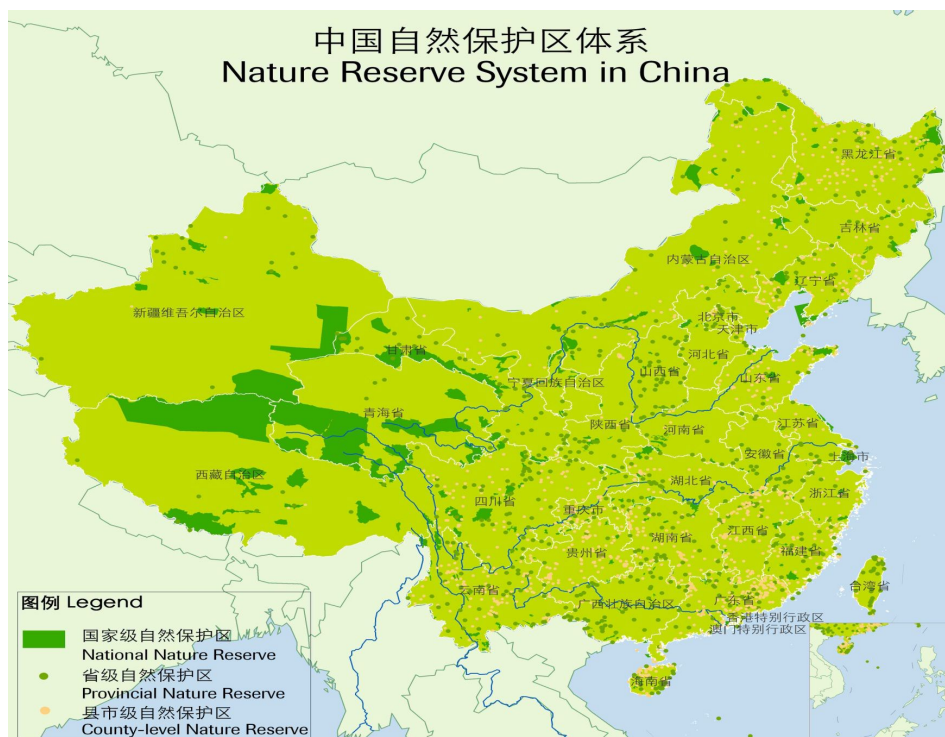 中国自然保护区体系
Nature Reserve System in China
黑龙江省
吉林省
内蒙古自治区
辽宁省
新疆维吾尔自治区
北京市
天津市
甘肃省
河北省
山西省
宁夏回族自治区
山东省
青海省
陕西省
河南省
江苏省
安徽省
上海市
西藏自治区
湖北省
四川省
浙江省
重庆市
江西省
湖南省
贵州省
福建省
云南省
台湾省
广西壮族自治区
广东省
香港特别行政区
澳门特别行政区
海南省
图例 Legend
国家级自然保护区
National Nature Reserve
省级自然保护区
Provincial Nature Reserve
县市级自然保护区
County-level Nature Reserve